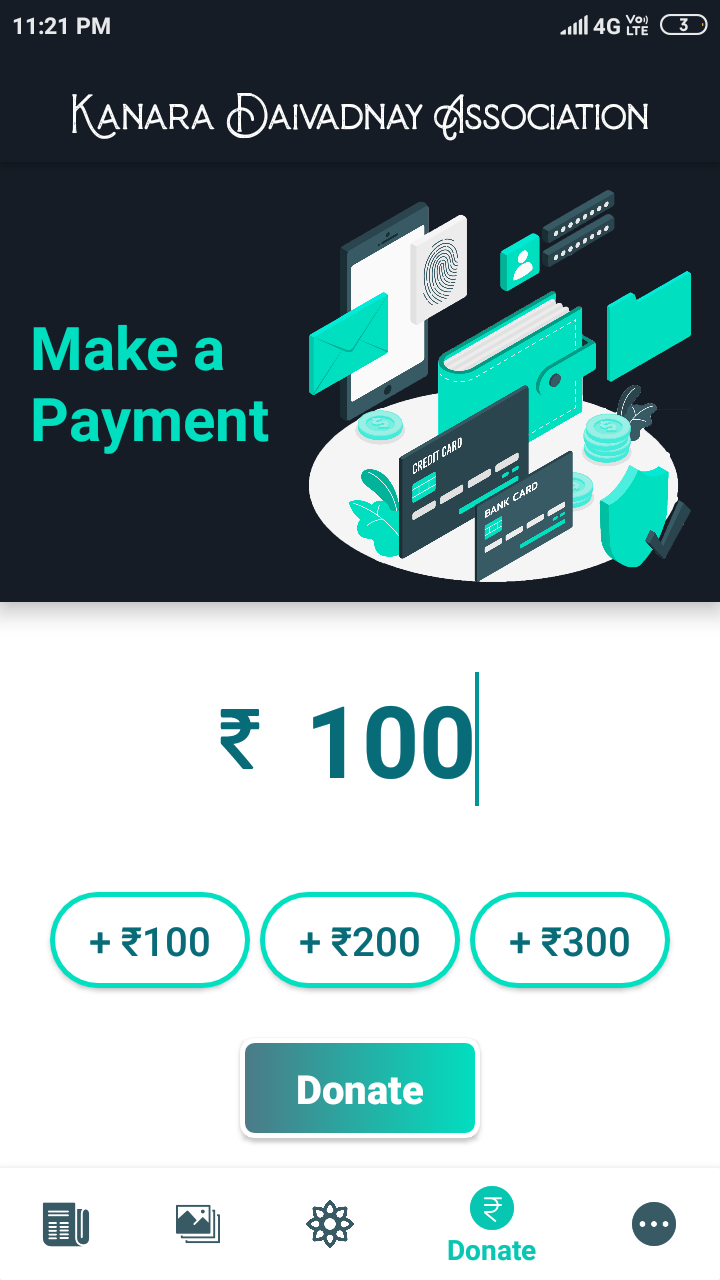 11:21 PM 4G Vo) LTE 3
KANARA DAIVADNAY ASSOCIATION
Make a
Payment
CREDIT CARD
BANK CARD
₹ 100
+ ₹100 + ₹200 + ₹300
Donate
Donate